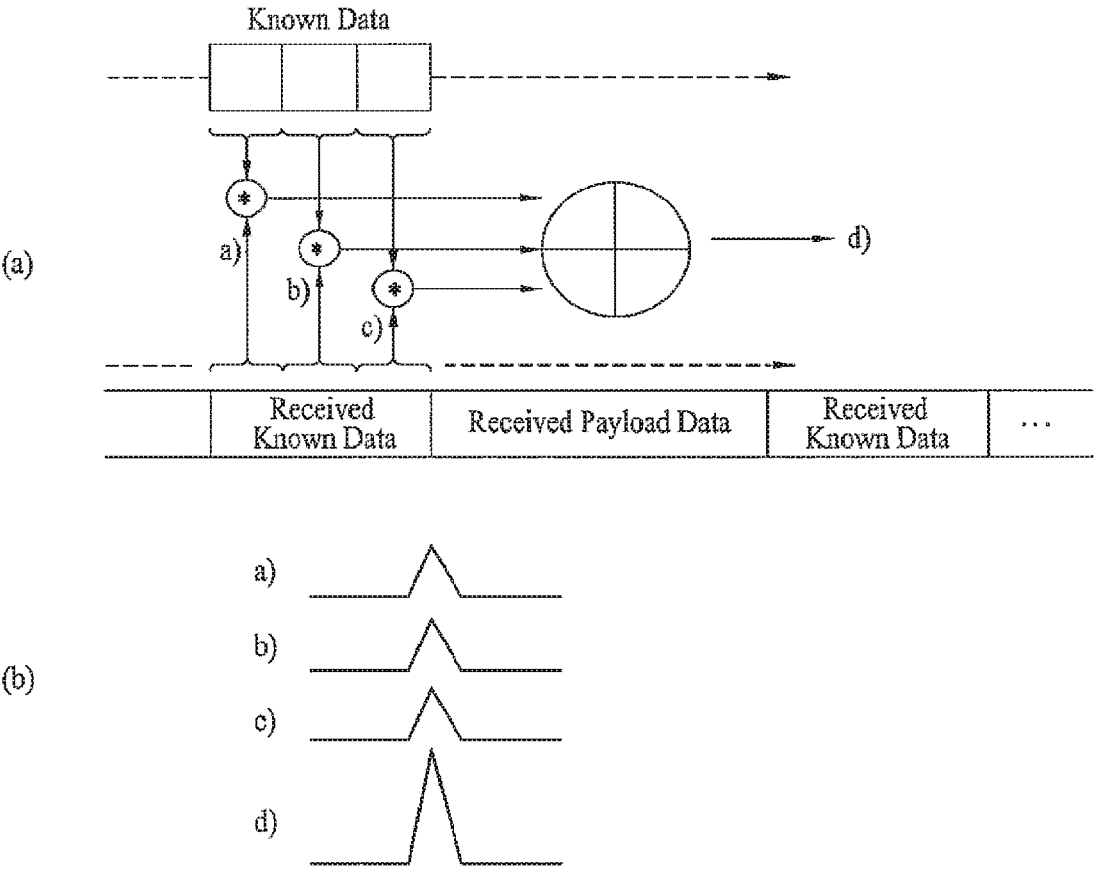 Known Data
(a)
*
a)
*
b)
*
c)
d)
Received
Known Data
Received Payload Data
Received
Known Data
...
(b)
a)
b)
c)
d)